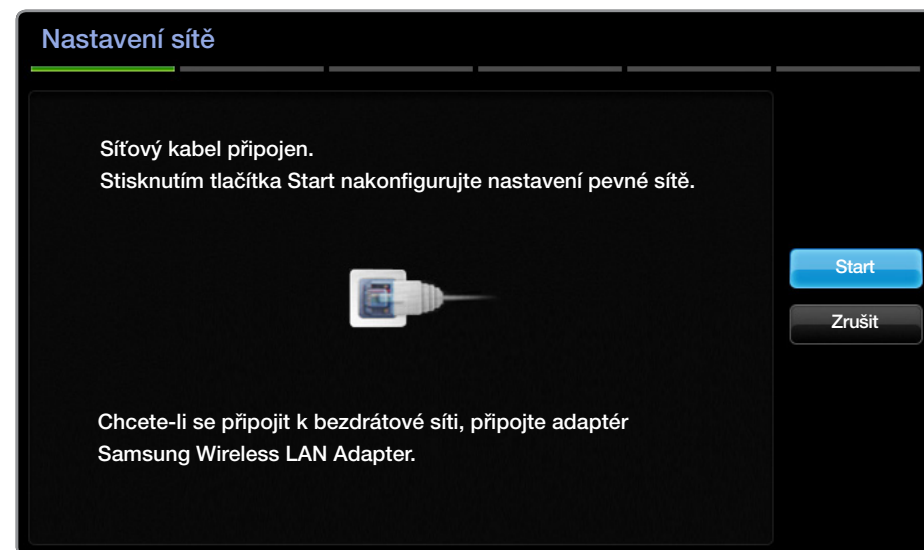 Nastavení sítě
Síťový kabel připojen.
Stisknutím tlačítka Start nakonfigurujte nastavení pevné sítě.
Start
Zrušit
Chcete-li se připojit k bezdrátové síti, připojte adaptér
Samsung Wireless LAN Adapter.